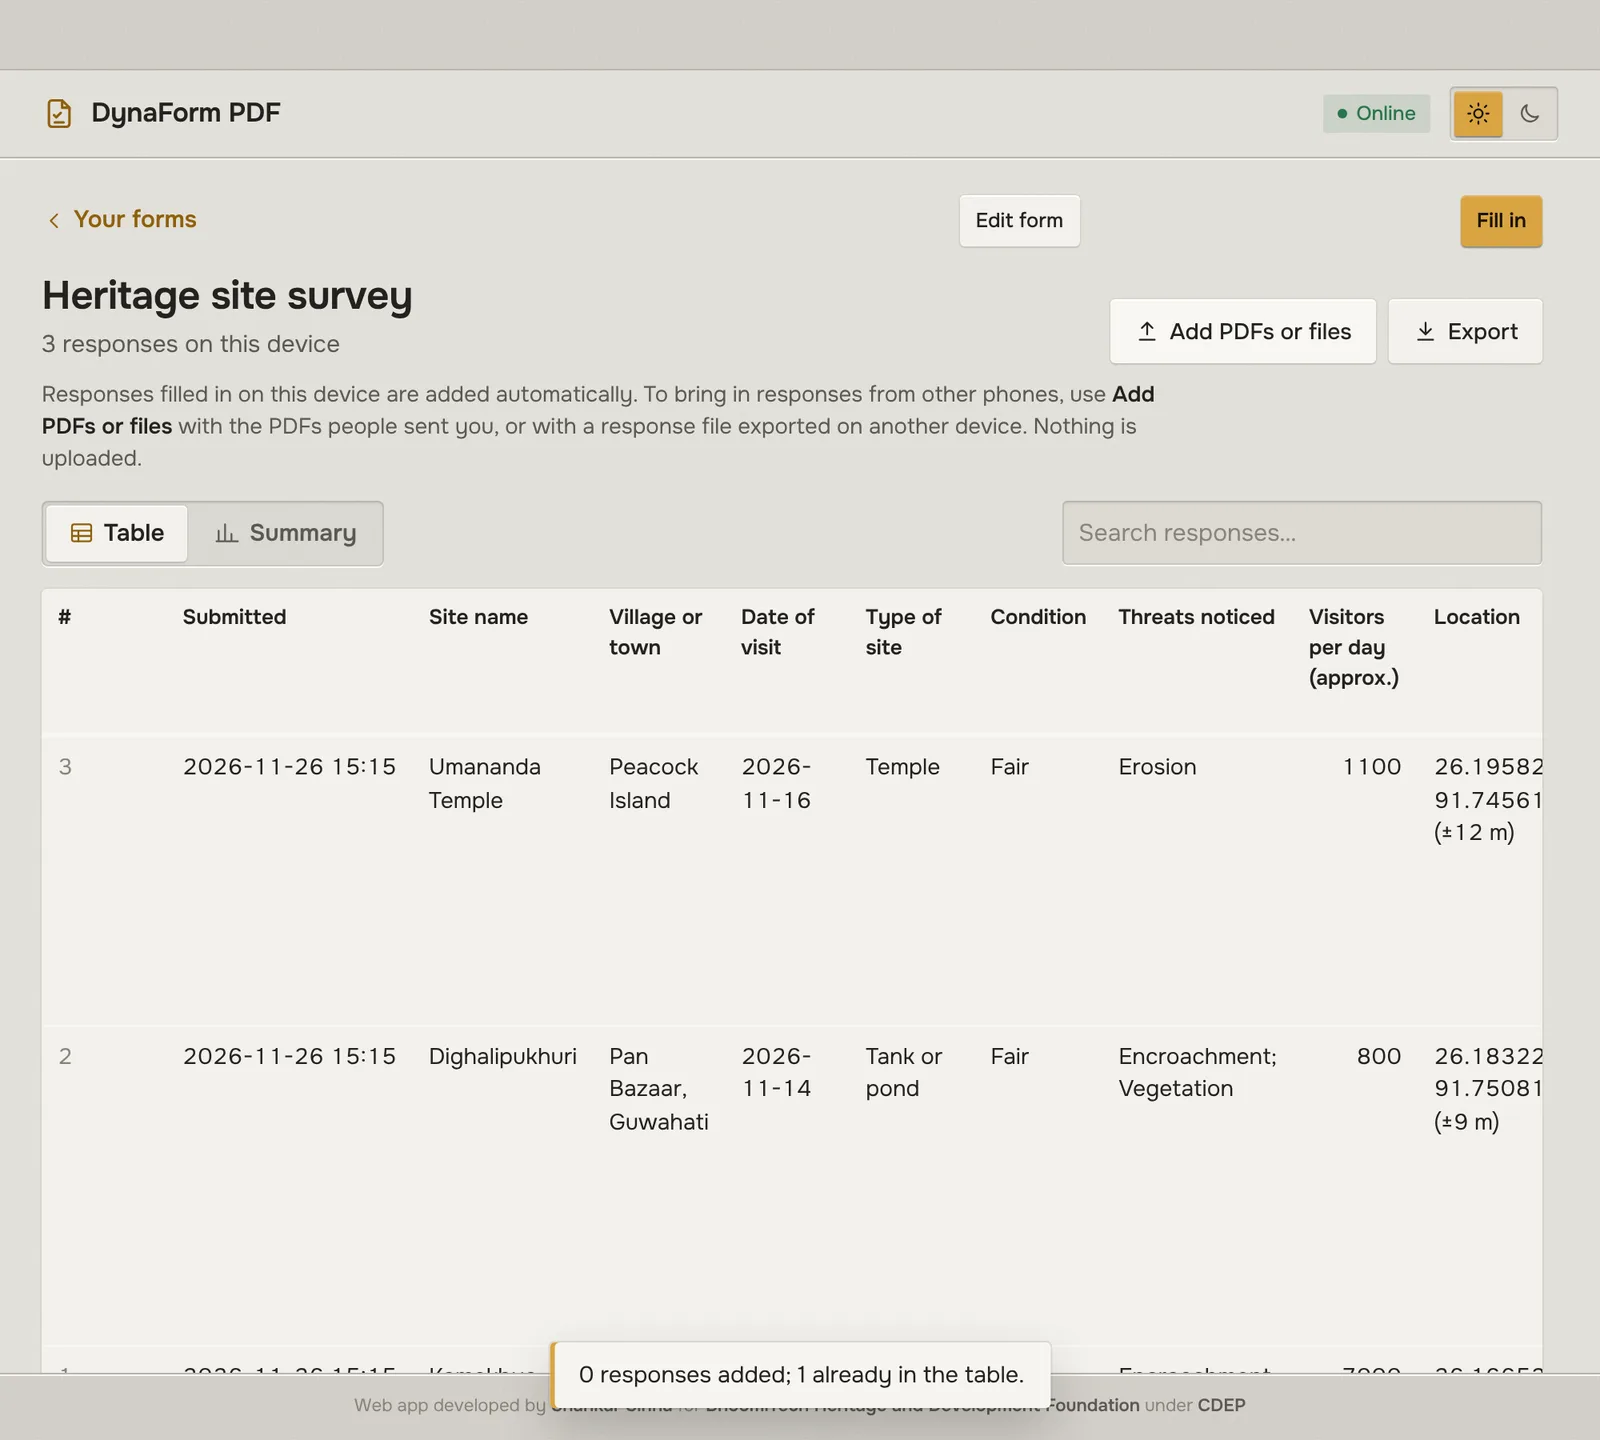 DynaForm PDF
Online
Your forms
Edit form
Fill in
Heritage site survey
3 responses on this device
Add PDFs or files
Export
Responses filled in on this device are added automatically. To bring in responses from other phones, use Add
PDFs or files with the PDFs people sent you, or with a response file exported on another device. Nothing is
uploaded.
Table
Summary
Search responses...
# Submitted Site name Village or Date of Type of Condition Threats noticed Visitors Location
town visit site per day
(approx.)
3 2026-11-26 15:15 Umananda Peacock 2026- Temple Fair Erosion 1100 26.19582
Temple Island 11-16 91.74561
(±12 m)
2 2026-11-26 15:15 Dighalipukhuri Pan 2026- Tank or Fair Encroachment; 800 26.18322
Bazaar, 11-14 pond Vegetation 91.75081
Guwahati (±9 m)
0 responses added; 1 already in the table.
Web app developed by Foundation under CDEP